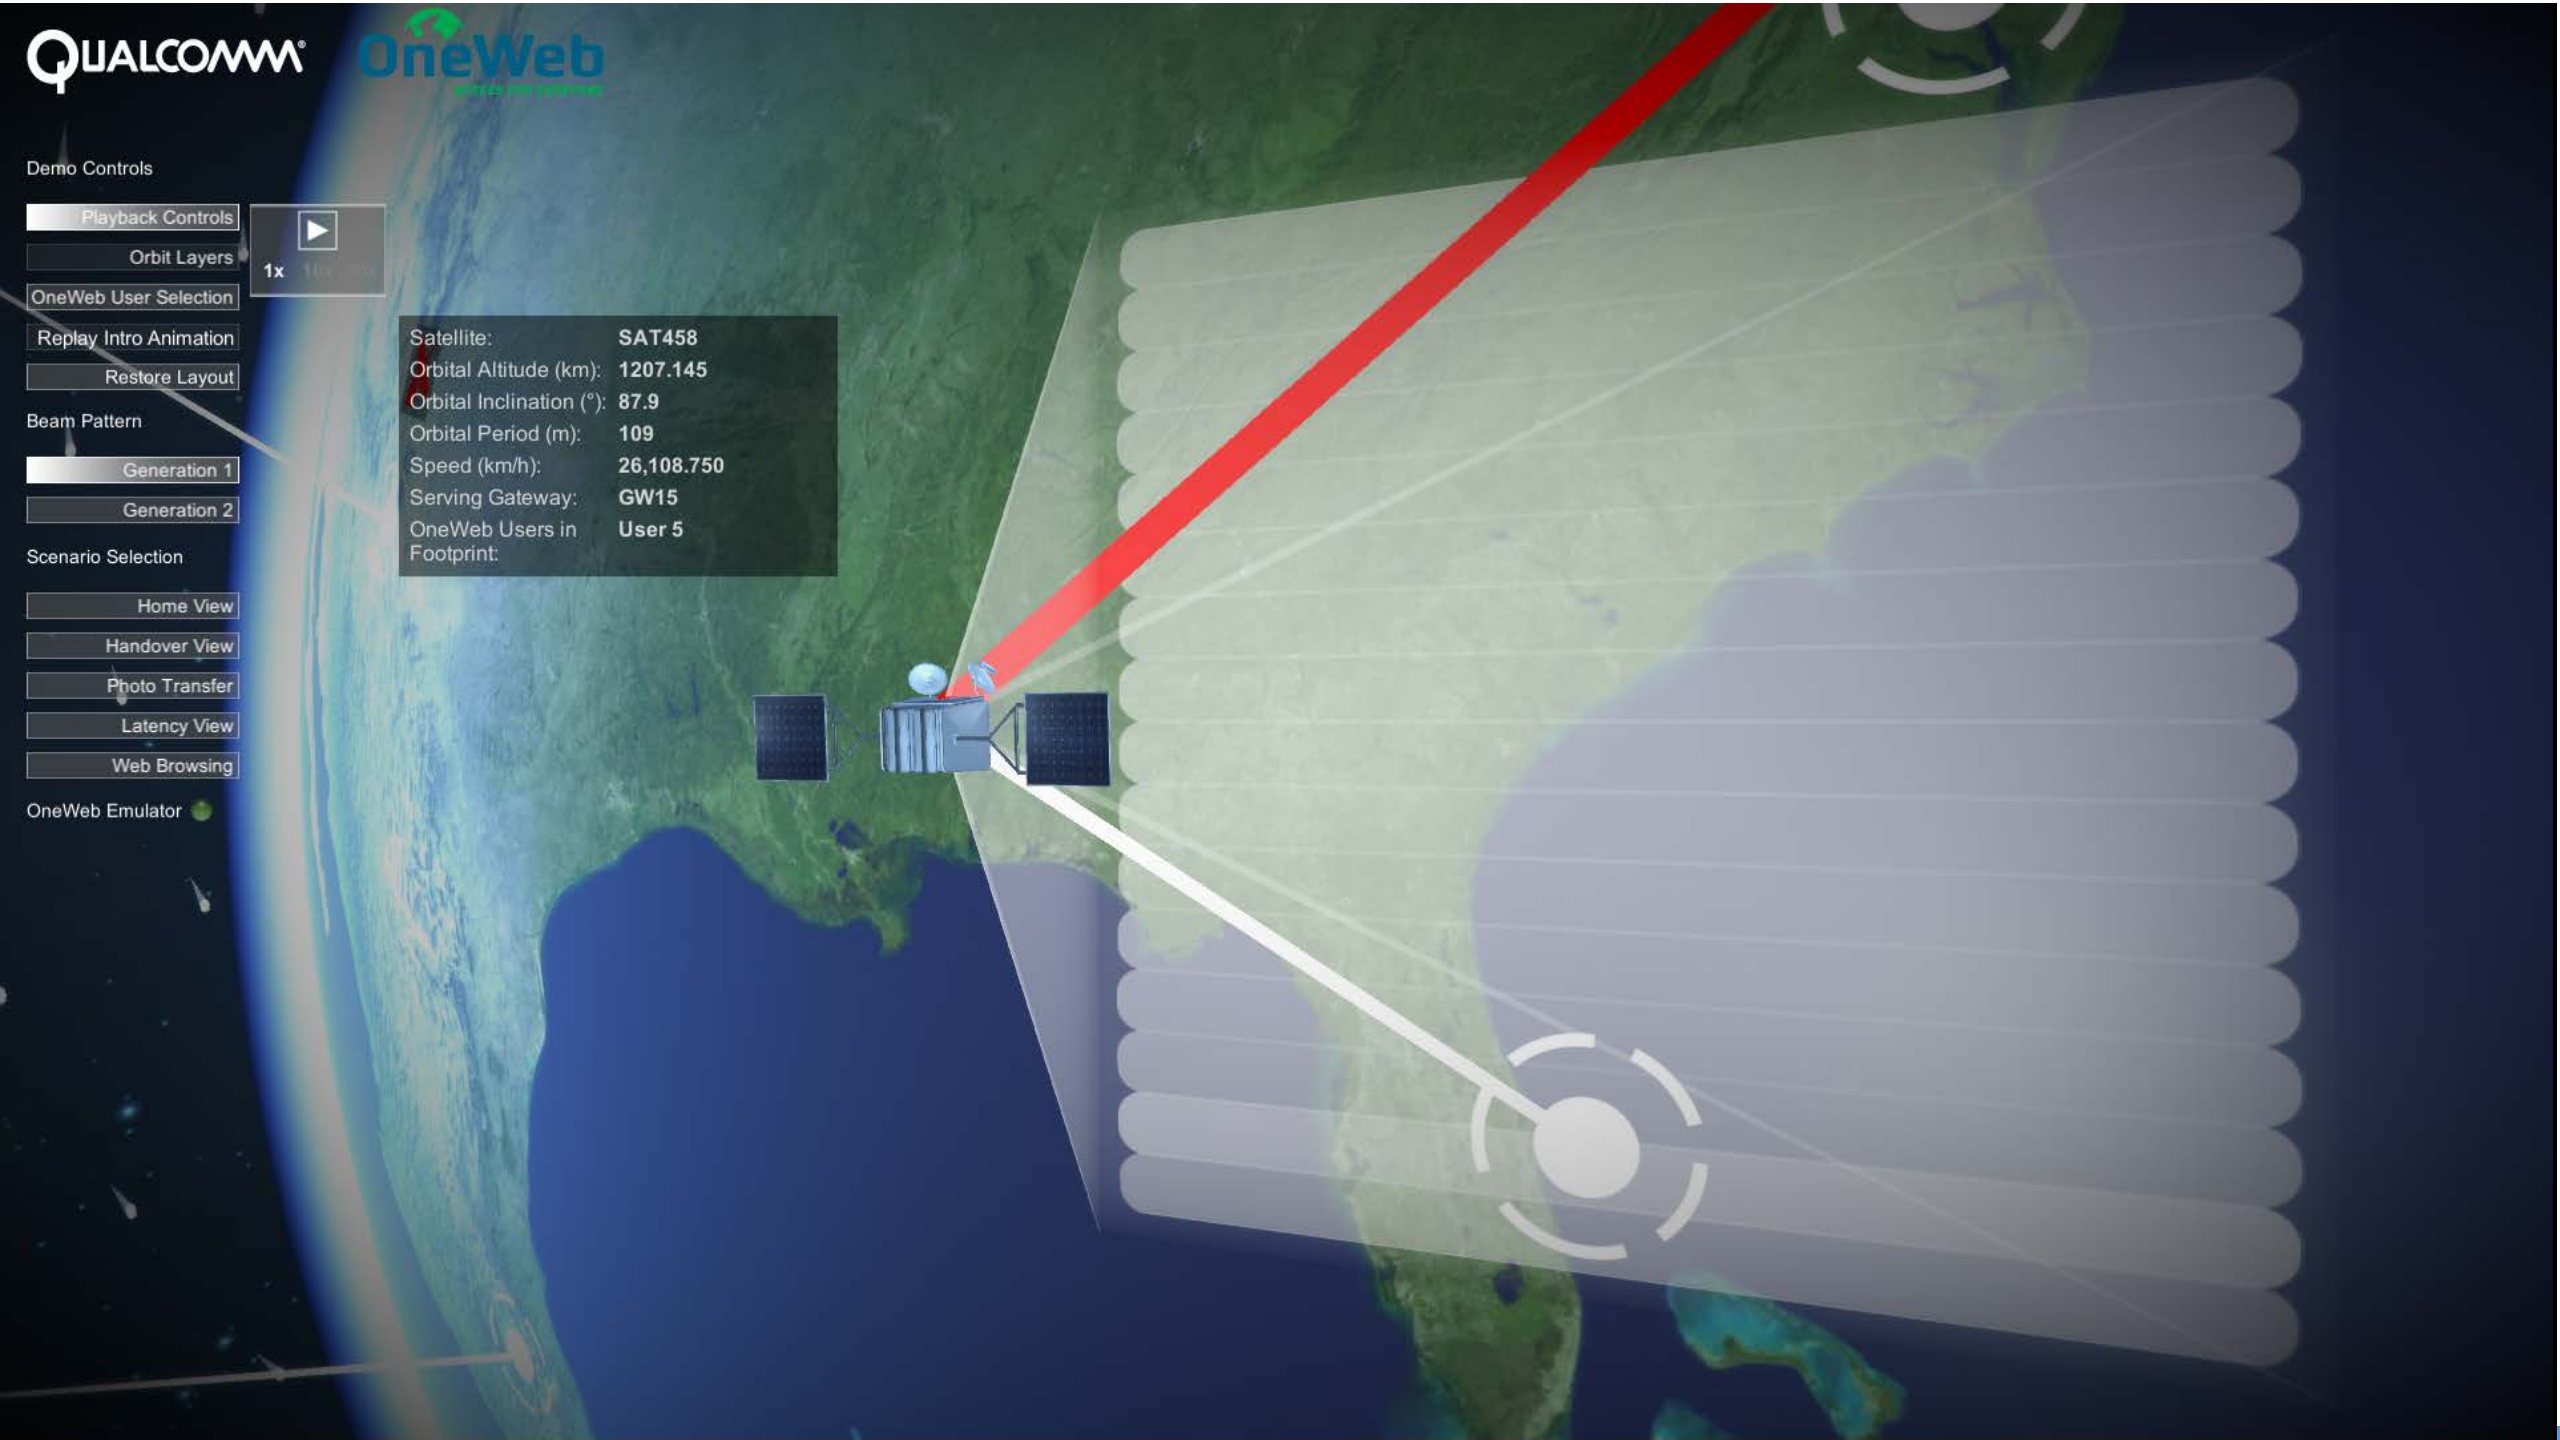 QUALCOMM®
OneWeb
Demo Controls
Playback Controls
Orbit Layers
1x 10x
OneWeb User Selection
Replay Intro Animation
Restore Layout
Satellite: SAT458
Orbital Altitude (km): 1207.145
Orbital Inclination (°): 87.9
Orbital Period (m): 109
Speed (km/h): 26,108.750
Serving Gateway: GW15
OneWeb Users in User 5
Footprint:
Beam Pattern
Generation 1
Generation 2
Scenario Selection
Home View
Handover View
Photo Transfer
Latency View
Web Browsing
OneWeb Emulator